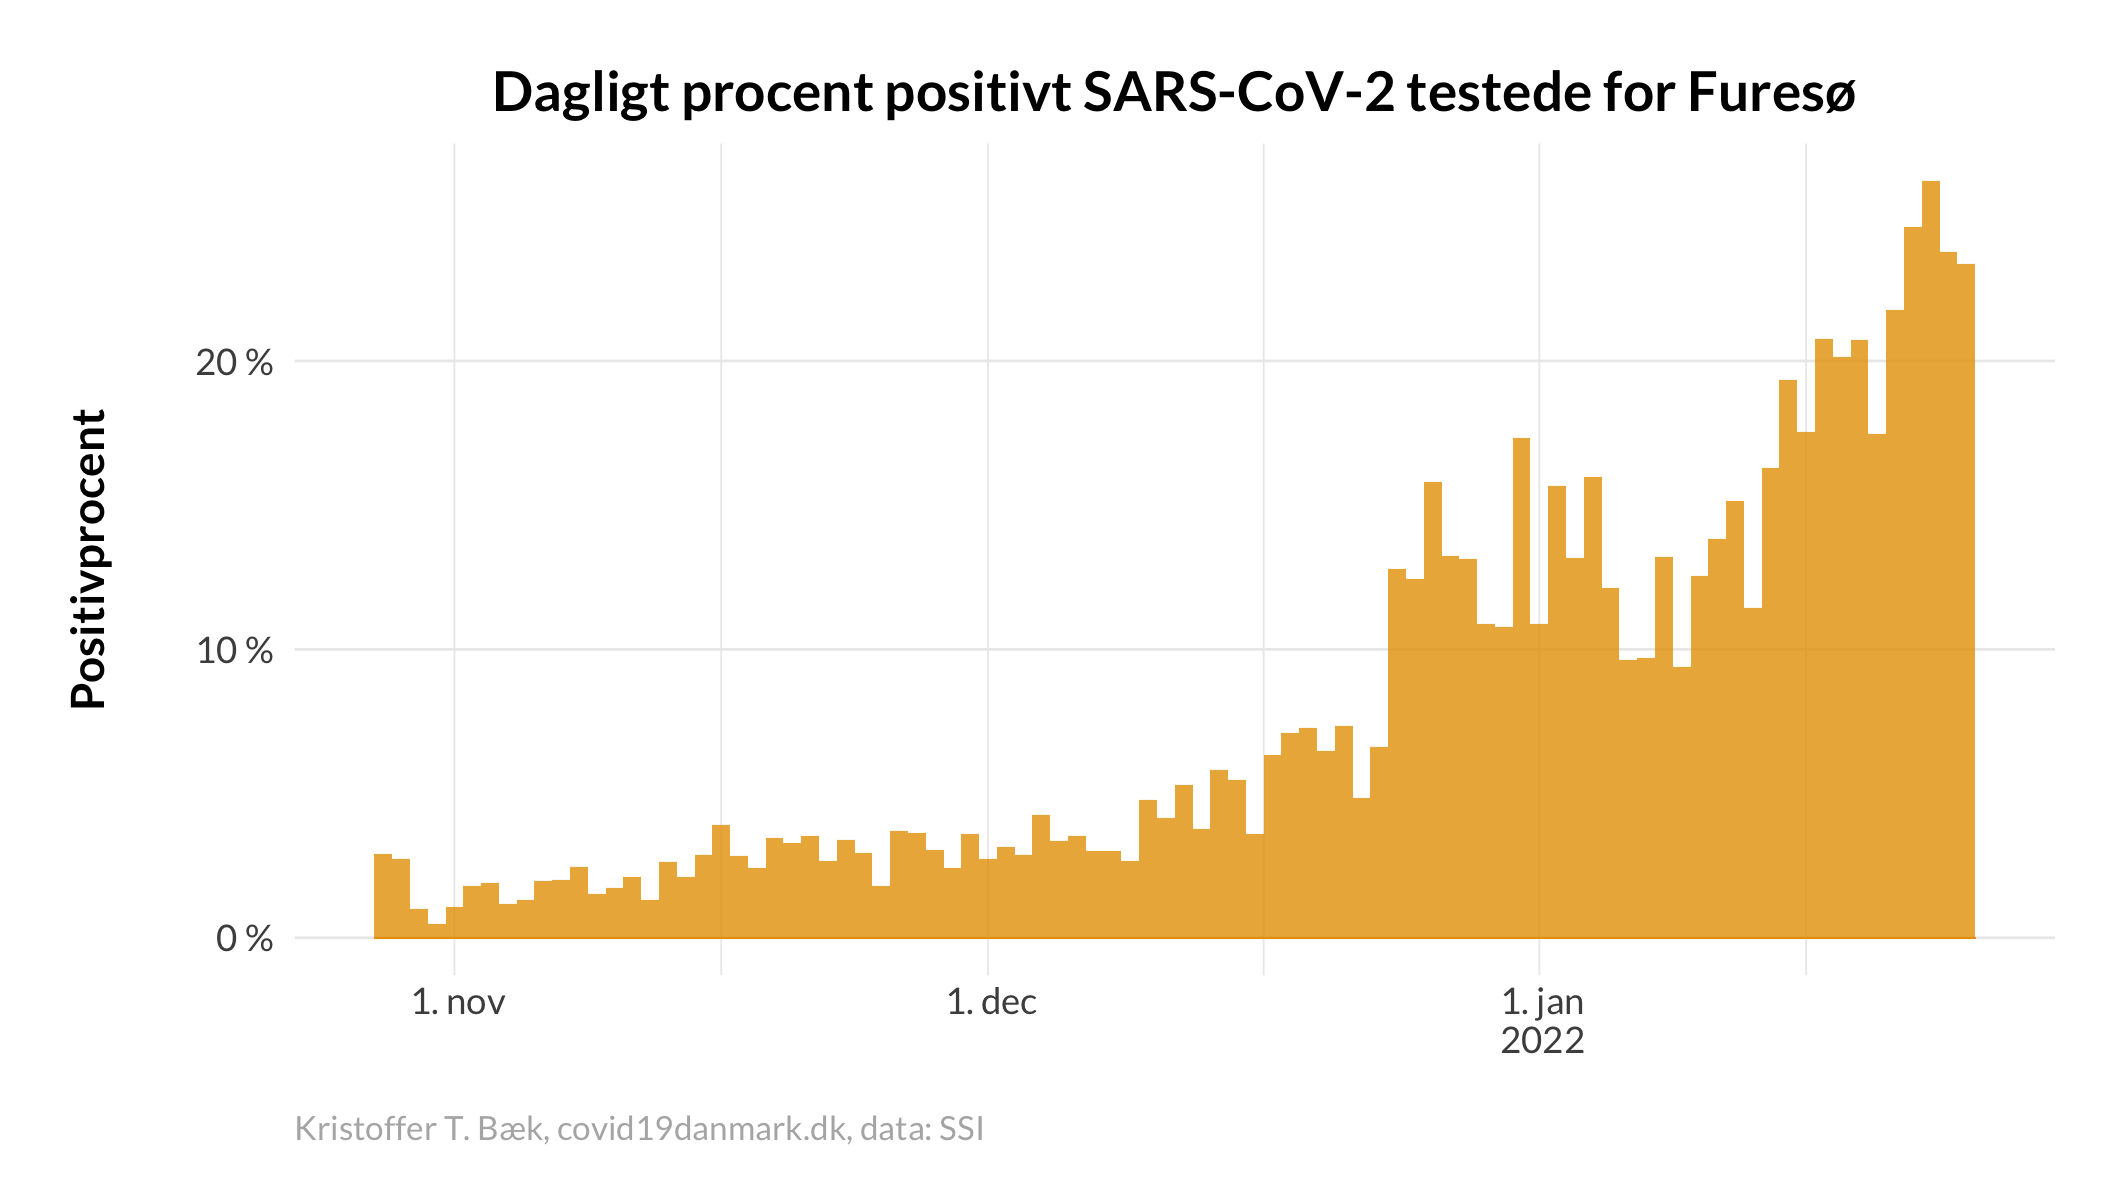 Dagligt procent positivt SARS-CoV-2 testede for Furesø
Positivprocent
20 %
10 %
0 %
1. nov
1. dec
1. jan
2022
Kristoffer T. Bæk, covid19danmark.dk, data: SSI